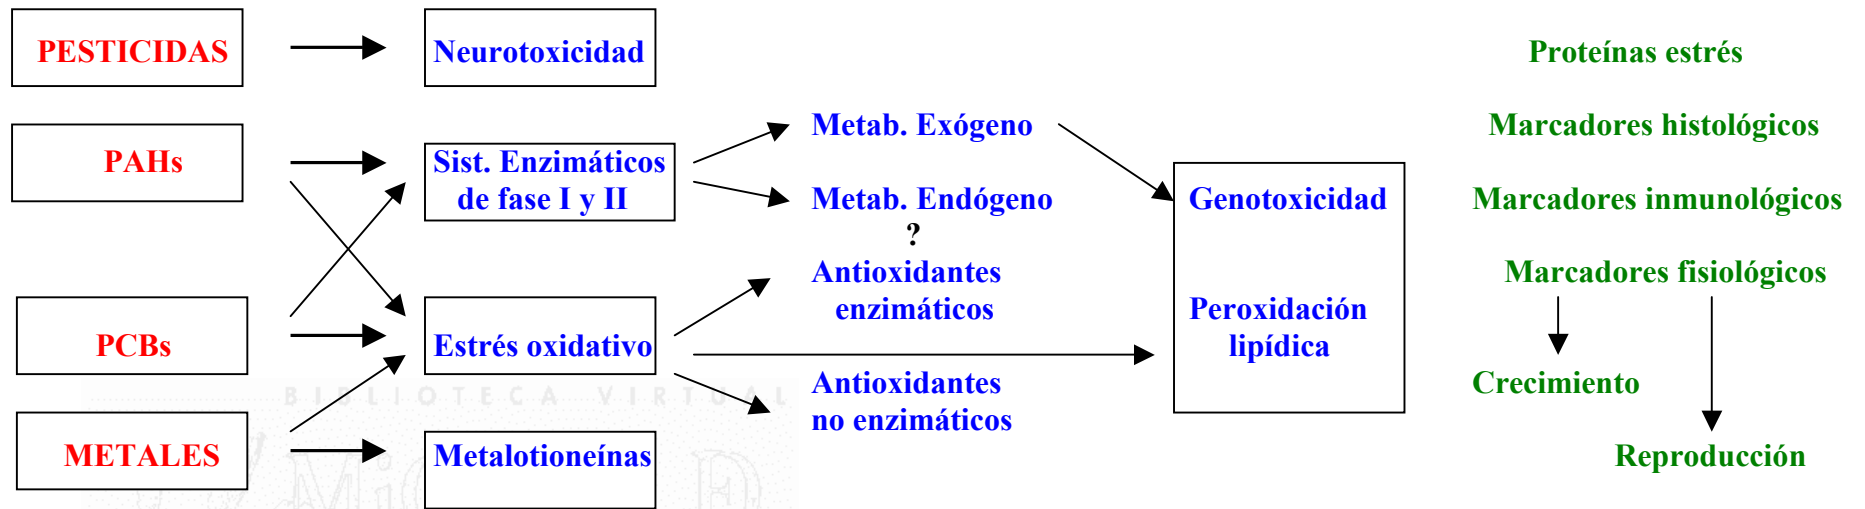 PESTICIDAS
Neurotoxicidad
Proteínas estrés
PAHs
Sist. Enzimáticos
de fase I y II
Metab. Exógeno
Metab. Endógeno
?
Genotoxicidad
Marcadores histológicos
Marcadores inmunológicos
Marcadores fisiológicos
PCBs
Estrés oxidativo
Antioxidantes
enzimáticos
Peroxidación
lipídica
Antioxidantes
no enzimáticos
Crecimiento
Reproducción
METALES
Metalotioneínas
BIBLIOTECA VIRTUAL